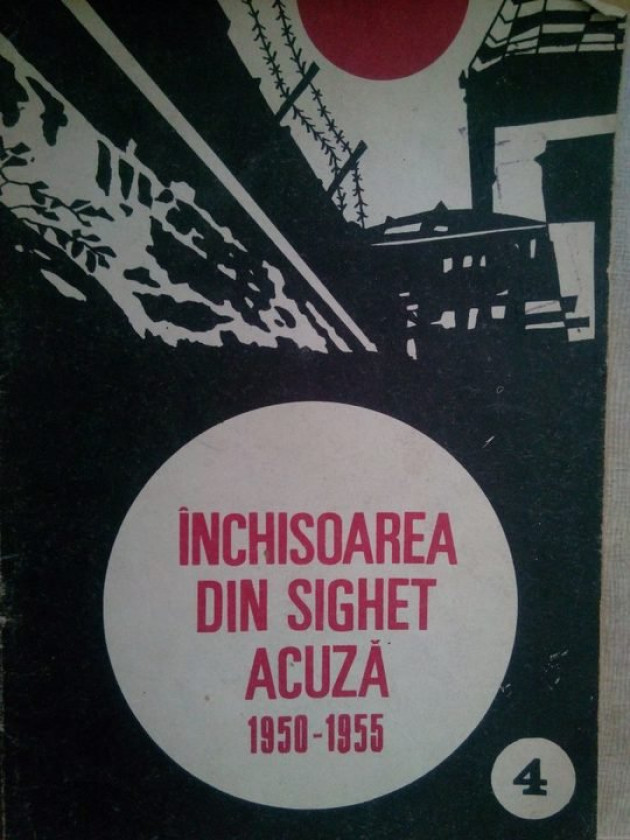 ÎNCHISOAREA
DIN SIGHET
ACUZĂ
1950-1955
4